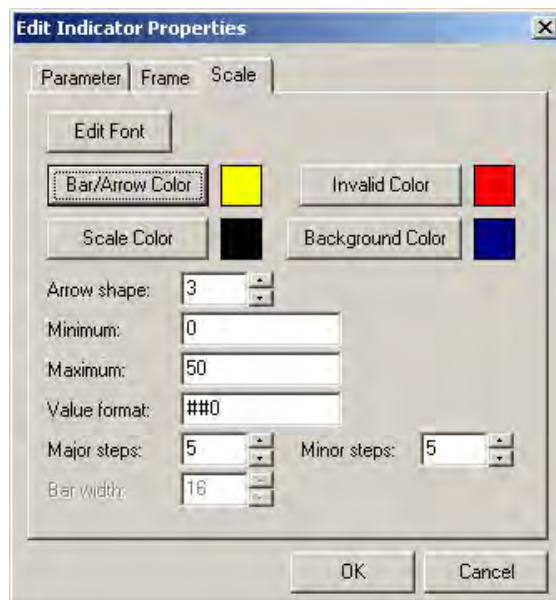 Edit Indicator Properties
Parameter Frame Scale
Edit Font
Bar/Arrow Color Invalid Color
Scale Color Background Color
Arrow shape: 3
Minimum: 0
Maximum: 50
Value format: ##0
Major steps: 5 Minor steps: 5
Bar width: 16
OK Cancel